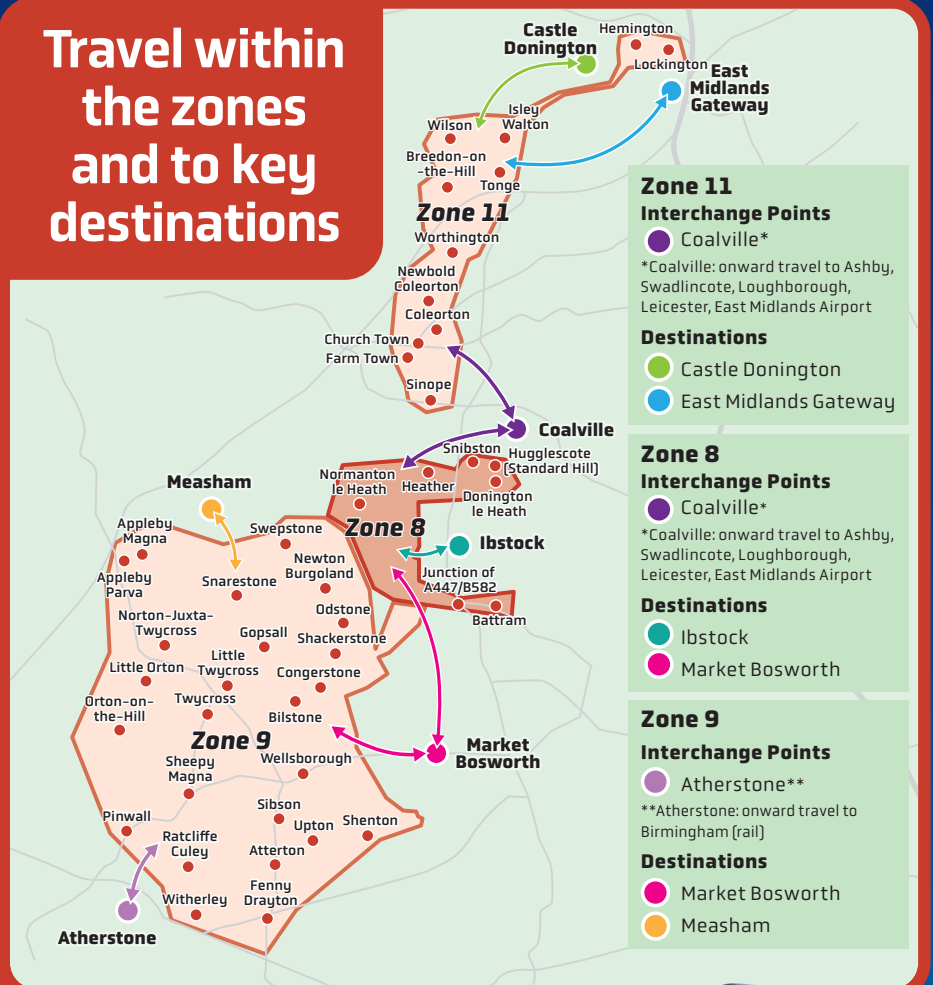 Travel within
the zones
and to key
destinations
Castle
Donington
Hemington
Lockington
East
Midlands
Gateway
Isley
Walton
Wilson
Breedon-on
-the-Hill
Tonge
Zone 11
Worthington
Newbold
Coleorton
Coleorton
Church Town
Farm Town
Sinope
Coalville
Snibston
Hugglescote
(Standard Hill)
Normanton
le Heath
Heather
Donington
le Heath
Zone 8
Ibstock
Junction of
A447/B582
Battram
Measham
Appleby
Magna
Swepstone
Appleby
Parva
Snarestone
Newton
Burgoland
Norton-Juxta-
Twycross
Odstone
Gopsall
Shackerstone
Little Orton
Little
Twycross
Congerstone
Orton-on-
the-Hill
Twycross
Bilstone
Zone 9
Market
Bosworth
Sheepy
Magna
Wellsborough
Sibson
Pinwall
Upton
Shenton
Ratcliffe
Culey
Atterton
Fenny
Drayton
Witherley
Atherstone
Zone 11
Interchange Points
Coalville*
*Coalville: onward travel to Ashby,
Swadlincote, Loughborough,
Leicester, East Midlands Airport
Destinations
Castle Donington
East Midlands Gateway
Zone 8
Interchange Points
Coalville*
*Coalville: onward travel to Ashby,
Swadlincote, Loughborough,
Leicester, East Midlands Airport
Destinations
Ibstock
Market Bosworth
Zone 9
Interchange Points
Atherstone**
**Atherstone: onward travel to
Birmingham (rail)
Destinations
Market Bosworth
Measham